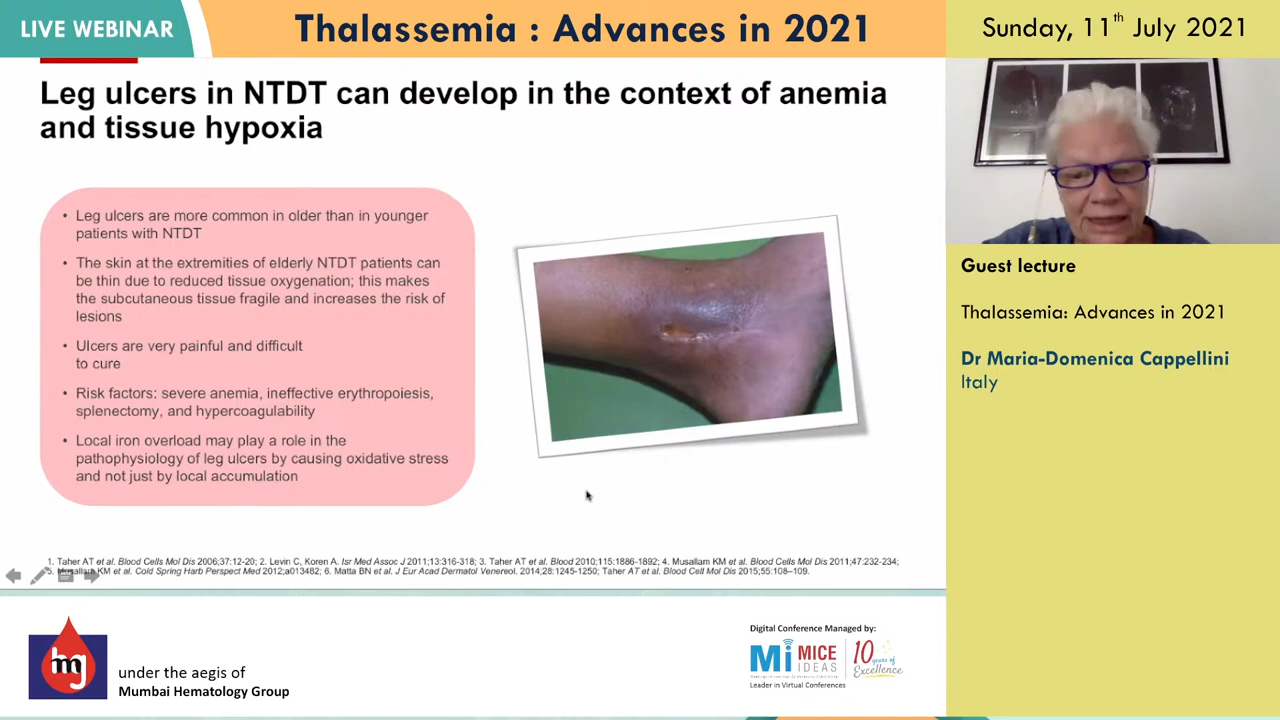 LIVE WEBINAR
Thalassemia : Advances in 2021
Sunday, 11th July 2021
Leg ulcers in NTDT can develop in the context of anemia
and tissue hypoxia
• Leg ulcers are more common in older than in younger
patients with NTDT
• The skin at the extremities of elderly NTDT patients can
be thin due to reduced tissue oxygenation; this makes
the subcutaneous tissue fragile and increases the risk of
lesions
• Ulcers are very painful and difficult
to cure
• Risk factors: severe anemia, ineffective erythropoiesis,
splenectomy, and hypercoagulability
• Local iron overload may play a role in the
pathophysiology of leg ulcers by causing oxidative stress
and not just by local accumulation
1. Taher AT et al. Blood Cells Mol Dis 2006;37:12-20; 2. Levin C, Koren A. Isr Med Assoc J 2011;13:316-318; 3. Taher AT et al. Blood 2010;115:1886-1892; 4. Musallam KM et al. Blood Cells Mol Dis 2011;47:232-234;
5. Musallam KM et al. Cold Spring Harb Perspect Med 2012;a013482; 6. Matta BN et al. J Eur Acad Dermatol Venereol. 2014;28:1245-1250; Taher AT et al. Blood Cell Mol Dis 2015;55:108–109.
Guest lecture
Thalassemia: Advances in 2021
Dr Maria-Domenica Cappellini
Italy
hmg
under the aegis of
Mumbai Hematology Group
Digital Conference Managed by:
Mi MICE
IDEAS
10 years of
Excellence
Leader in Virtual Conferences